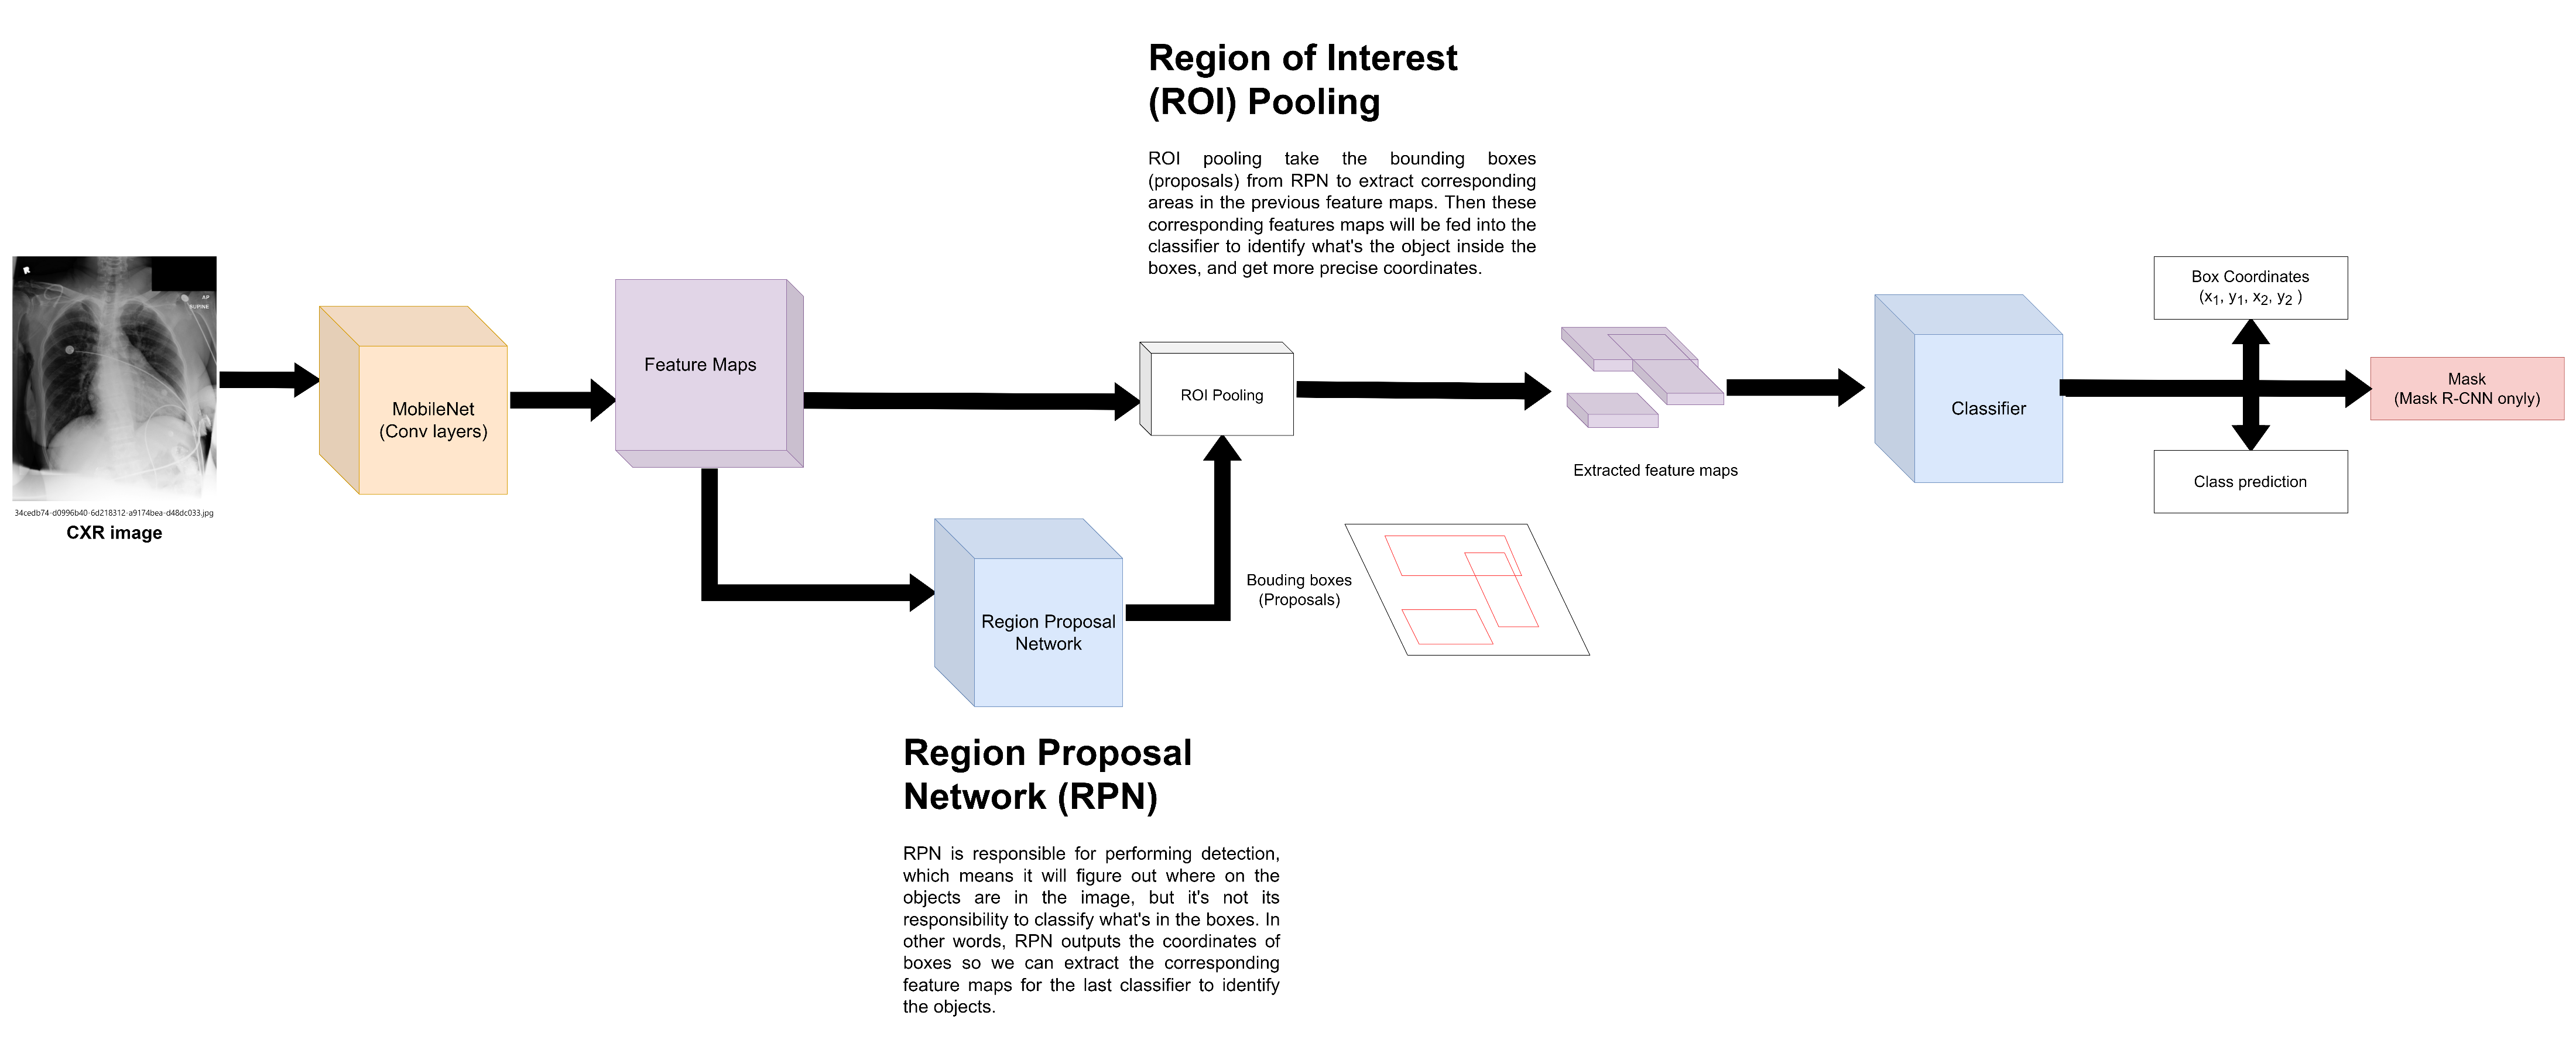 Region of Interest
(ROI) Pooling
ROI pooling take the bounding boxes
(proposals) from RPN to extract corresponding
areas in the previous feature maps. Then these
corresponding features maps will be fed into the
classifier to identify what's the object inside the
boxes, and get more precise coordinates.
AP
SUPINE
34cedb74-d0996b40-6d218312-a9174bea-d48dc033.jpg
CXR image
MobileNet
(Conv layers)
Feature Maps
ROI Pooling
Extracted feature maps
Classifier
Box Coordinates
(x1, y1, x2, y2 )
Mask
(Mask R-CNN onyly)
Class prediction
Region Proposal
Network
Bouding boxes
(Proposals)
Region Proposal
Network (RPN)
RPN is responsible for performing detection,
which means it will figure out where on the
objects are in the image, but it's not its
responsibility to classify what's in the boxes. In
other words, RPN outputs the coordinates of
boxes so we can extract the corresponding
feature maps for the last classifier to identify
the objects.